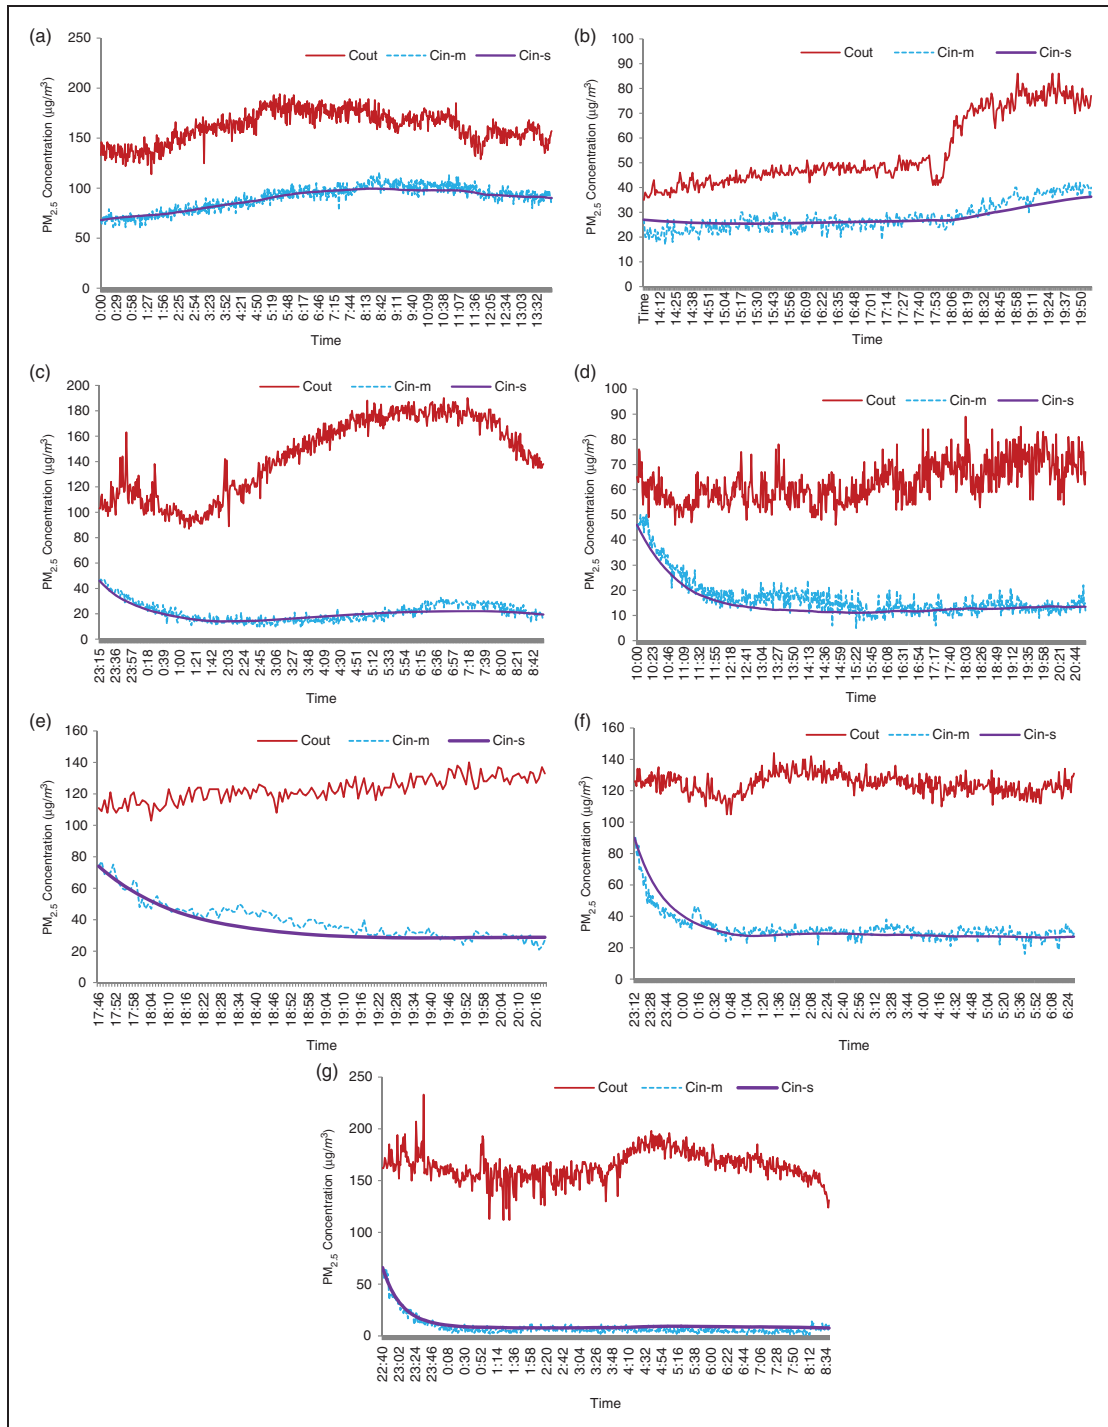 (a)
Cout Cin-m Cin-s
PM2.5 Concentration (μg/m³)
250
200
150
100
50
0
0:00 0:29 0:58 1:27 1:56 2:25 2:54 3:23 3:52 4:21 4:50 5:19 5:48 6:17 6:46 7:15 7:44 8:13 8:42 9:11 9:40 10:09 10:38 11:07 11:36 12:05 12:34 13:03 13:32
Time
(b)
Cout Cin-m Cin-s
PM2.5 Concentration (μg/m³)
100
90
80
70
60
50
40
30
20
10
0
Time 14:12 14:25 14:38 14:51 15:04 15:17 15:30 15:43 15:56 16:09 16:22 16:35 16:48 17:01 17:14 17:27 17:40 17:53 18:06 18:19 18:32 18:45 18:58 19:11 19:24 19:37 19:50
Time
(c)
Cout Cin-m Cin-s
PM2.5 Concentration (μg/m³)
200
180
160
140
120
100
80
60
40
20
0
23:15 23:36 23:57 0:18 0:39 1:00 1:21 1:42 2:03 2:24 2:45 3:06 3:27 3:48 4:09 4:30 4:51 5:12 5:33 5:54 6:15 6:36 6:57 7:18 7:39 8:00 8:21 8:42
Time
(d)
Cout Cin-m Cin-s
PM2.5 Concentration (μg/m³)
100
90
80
70
60
50
40
30
20
10
0
10:00 10:23 10:46 11:09 11:32 11:55 12:18 12:41 13:04 13:27 13:50 14:13 14:36 14:59 15:22 15:45 16:08 16:31 16:54 17:17 17:40 18:03 18:26 18:49 19:12 19:35 19:58 20:21 20:44
Time
(e)
Cout Cin-m Cin-s
PM2.5 Concentration (μg/m³)
160
140
120
100
80
60
40
20
0
17:46 17:52 17:58 18:04 18:10 18:16 18:22 18:28 18:34 18:40 18:46 18:52 18:58 19:04 19:10 19:16 19:22 19:28 19:34 19:40 19:46 19:52 19:58 20:04 20:10 20:16
Time
(f)
Cout Cin-m Cin-s
PM2.5 Concentration (μg/m³)
160
140
120
100
80
60
40
20
0
23:12 23:28 23:44 0:00 0:16 0:32 0:48 1:04 1:20 1:36 1:52 2:08 2:24 2:40 2:56 3:12 3:28 3:44 4:00 4:16 4:32 4:48 5:04 5:20 5:36 5:52 6:08 6:24
Time
(g)
Cout Cin-m Cin-s
PM2.5 Concentration (μg/m³)
250
200
150
100
50
0
22:40 23:02 23:24 23:46 0:08 0:30 0:52 1:14 1:36 1:58 2:20 2:42 3:04 3:26 3:48 4:10 4:32 4:54 5:16 5:38 6:00 6:22 6:44 7:06 7:28 7:50 8:12 8:34
Time